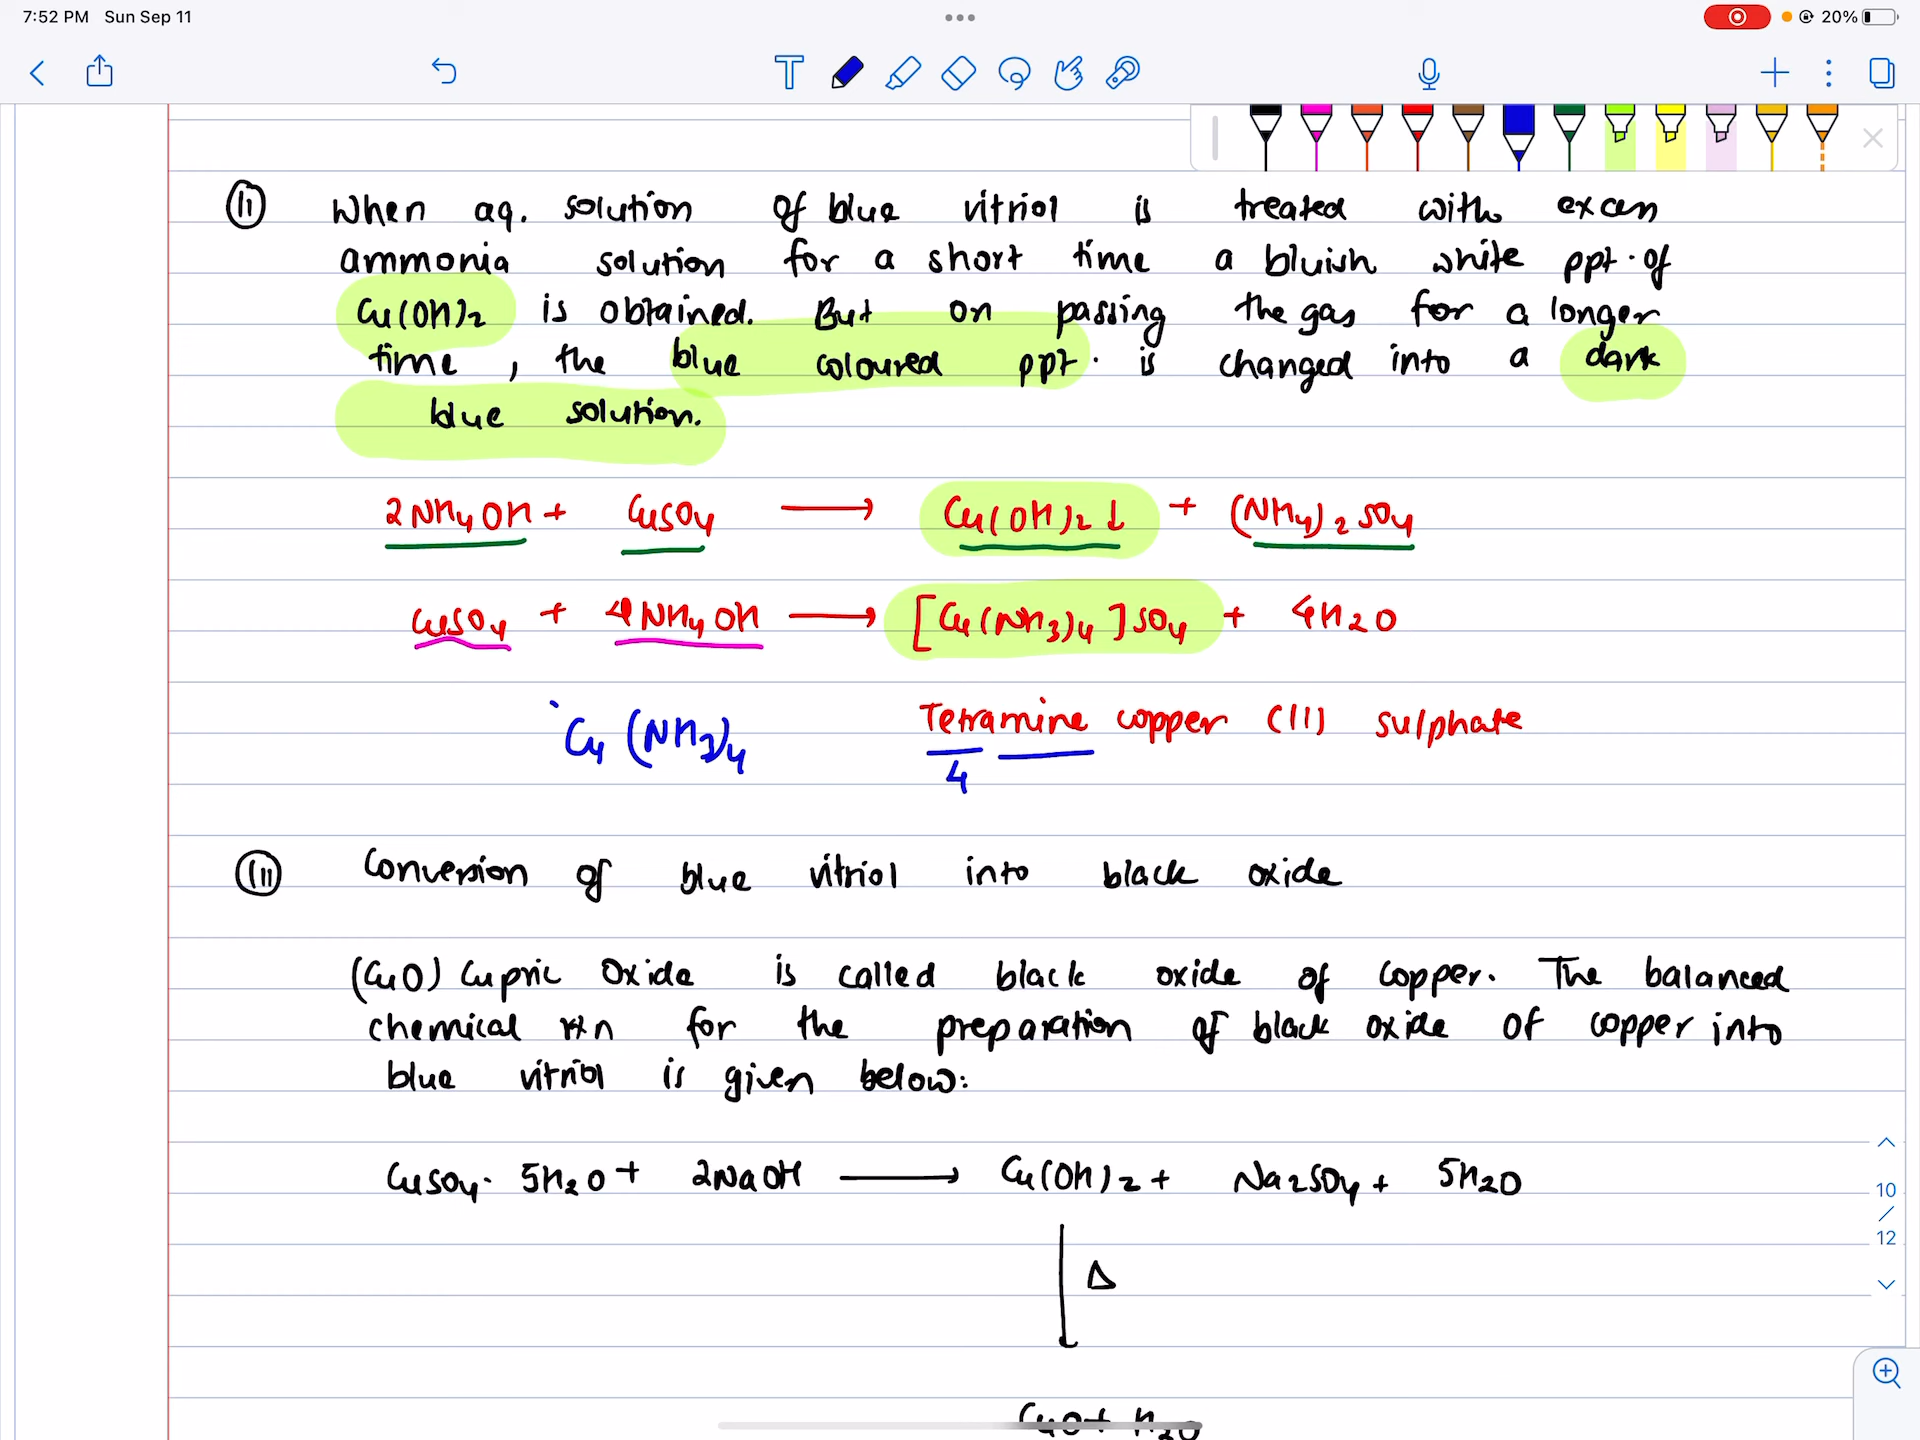 7:52 PM Sun Sep 11
20%
(ii) When aq. solution of blue vitriol is treated with excess
ammonia solution for a short time a bluish white ppt. of
Cu(OH)2 is obtained. But on passing the gas for a longer
time, the blue coloured ppt. is changed into a dark
blue solution.
2NH4OH + CuSO4 ⟶ Cu(OH)2↓ + (NH4)2SO4
CuSO4 + 4NH4OH ⟶ [Cu(NH3)4]SO4 + 4H2O
Cu (NH3)4 Tetramine copper (II) sulphate
4
(iii) Conversion of blue vitriol into black oxide
(CuO) Cupric Oxide is called black oxide of copper. The balanced
chemical rxn for the preparation of black oxide of copper into
blue vitriol is given below:
CuSO4. 5H2O + 2NaOH ⟶ Cu(OH)2 + Na2SO4 + 5H2O
10
/
12
Δ
CuO + H2O